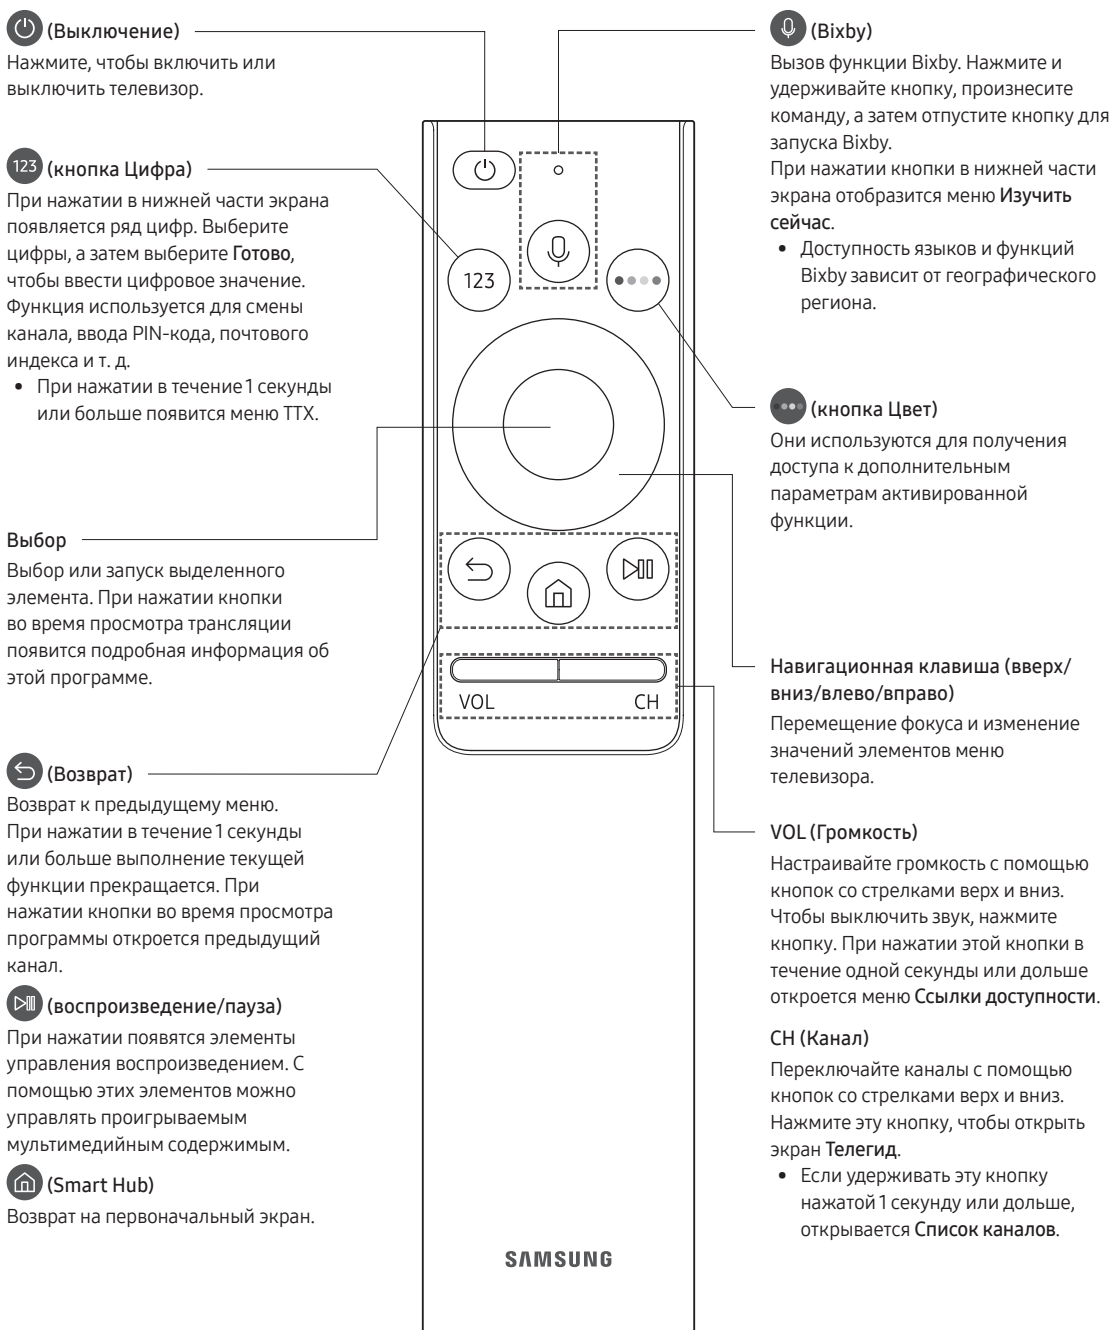 (Выключение)
Нажмите, чтобы включить или
выключить телевизор.
123 (кнопка Цифра)
При нажатии в нижней части экрана
появляется ряд цифр. Выберите
цифры, а затем выберите Готово,
чтобы ввести цифровое значение.
Функция используется для смены
канала, ввода PIN-кода, почтового
индекса и т. д.
• При нажатии в течение 1 секунды
или больше появится меню TTX.
Выбор
Выбор или запуск выделенного
элемента. При нажатии кнопки
во время просмотра трансляции
появится подробная информация об
этой программе.
(Возврат)
Возврат к предыдущему меню.
При нажатии в течение 1 секунды
или больше выполнение текущей
функции прекращается. При
нажатии кнопки во время просмотра
программы откроется предыдущий
канал.
(воспроизведение/пауза)
При нажатии появятся элементы
управления воспроизведением. С
помощью этих элементов можно
управлять проигрываемым
мультимедийным содержимым.
(Smart Hub)
Возврат на первоначальный экран.
123
VOL
CH
SAMSUNG
(Bixby)
Вызов функции Bixby. Нажмите и
удерживайте кнопку, произнесите
команду, а затем отпустите кнопку для
запуска Bixby.
При нажатии кнопки в нижней части
экрана отобразится меню Изучить
сейчас.
• Доступность языков и функций
Bixby зависит от географического
региона.
(кнопка Цвет)
Они используются для получения
доступа к дополнительным
параметрам активированной
функции.
Навигационная клавиша (вверх/
вниз/влево/вправо)
Перемещение фокуса и изменение
значений элементов меню
телевизора.
VOL (Громкость)
Настраивайте громкость с помощью
кнопок со стрелками верх и вниз.
Чтобы выключить звук, нажмите
кнопку. При нажатии этой кнопки в
течение одной секунды или дольше
откроется меню Ссылки доступности.
CH (Канал)
Переключайте каналы с помощью
кнопок со стрелками верх и вниз.
Нажмите эту кнопку, чтобы открыть
экран Телегид.
• Если удерживать эту кнопку
нажатой 1 секунду или дольше,
открывается Список каналов.